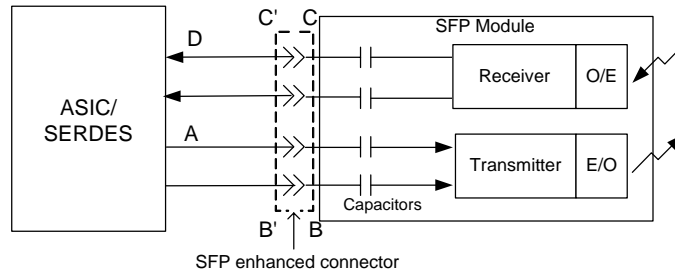 C' C
SFP Module
D
Receiver O/E
ASIC/
SERDES
A
Transmitter E/O
Capacitors
B' B
SFP enhanced connector